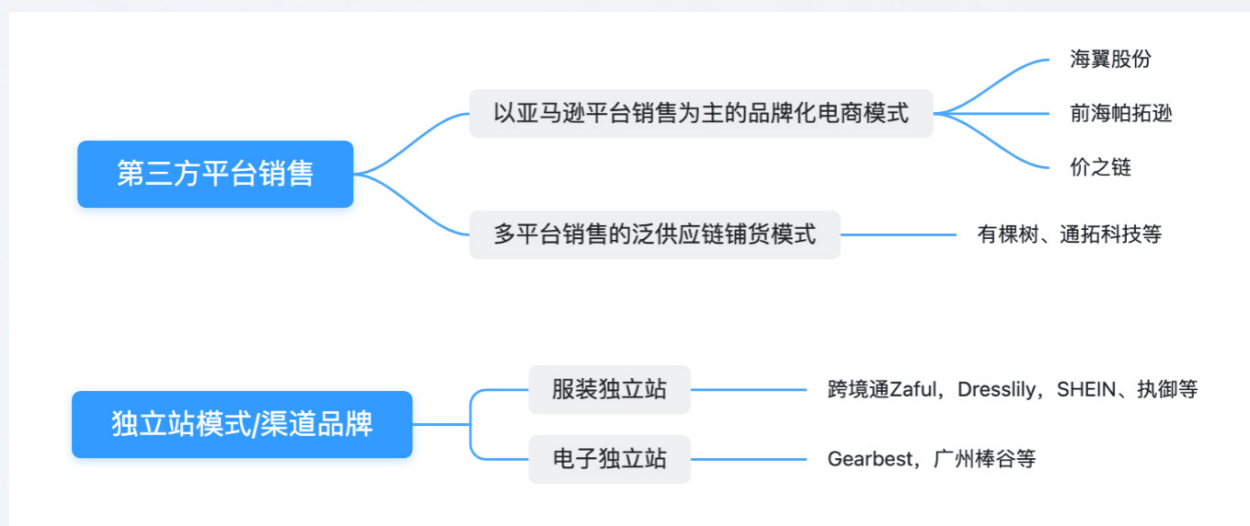 第三方平台销售
以亚马逊平台销售为主的品牌化电商模式
海翼股份
前海帕拓逊
价之链
多平台销售的泛供应链铺货模式
有棵树、通拓科技等
独立站模式/渠道品牌
服装独立站
跨境通Zaful，Dresslily，SHEIN、执御等
电子独立站
Gearbest，广州棒谷等